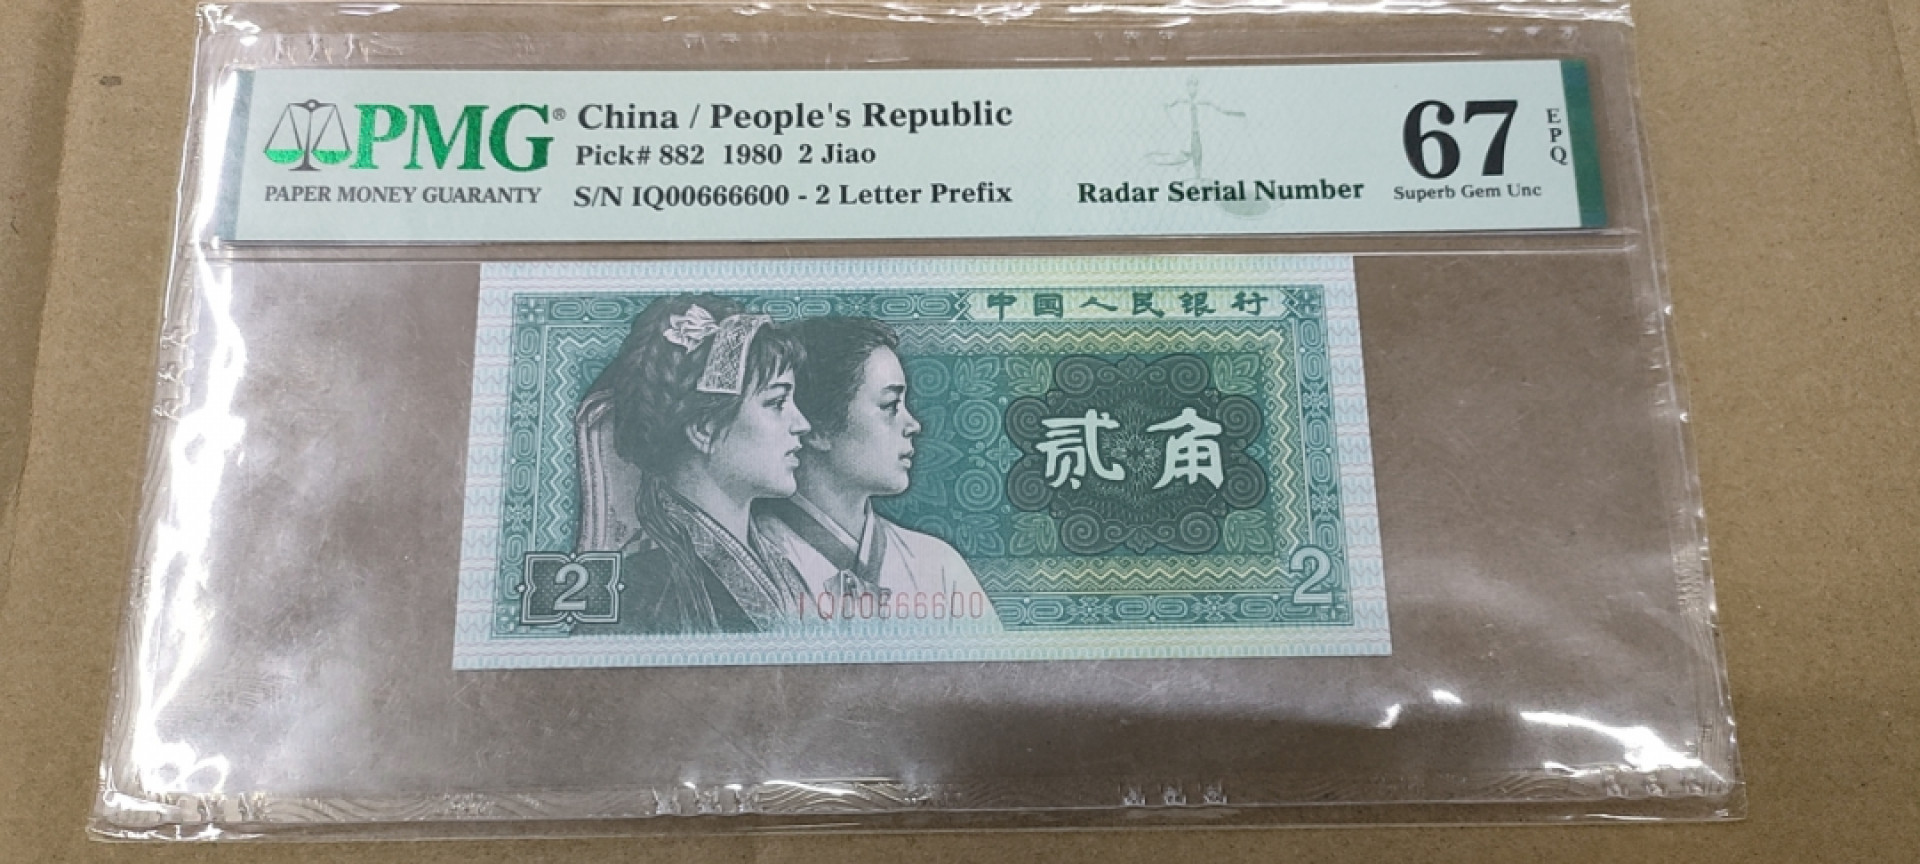 PMG® China / People's Republic
Pick# 882 1980 2 Jiao
PAPER MONEY GUARANTY
S/N IQ00666600 - 2 Letter Prefix
Radar Serial Number
67
EPQ
Superb Gem Unc
中国人民银行
贰角
2
2
IQ00666600